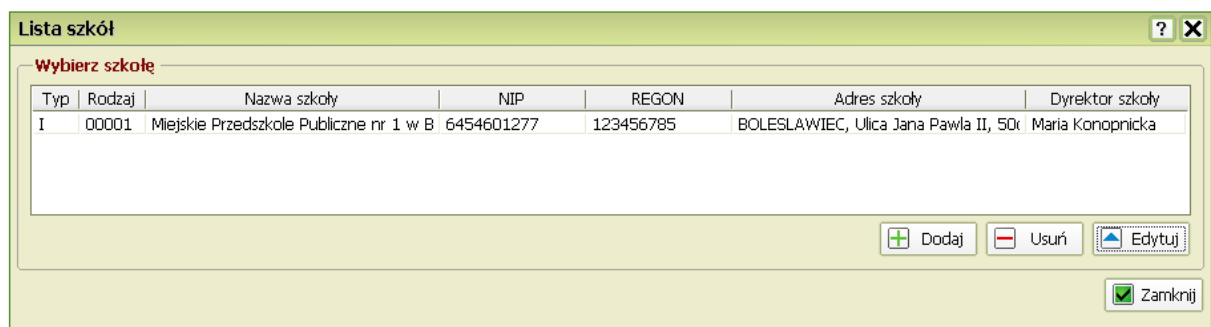 Lista szkół
Wybierz szkołę
Typ Rodzaj Nazwa szkoły NIP REGON Adres szkoły Dyrektor szkoły
I 00001 Miejskie Przedszkole Publiczne nr 1 w B 6454601277 123456785 BOLESLAWIEC, Ulica Jana Pawla II, 50 Maria Konopnicka
Dodaj Usuń Edytuj
Zamknij